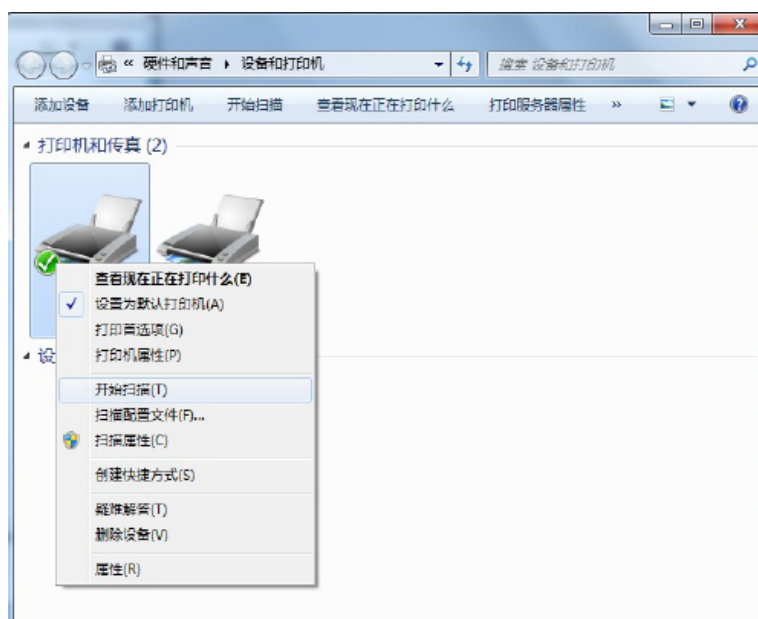 « 硬件和声音 ▸ 设备和打印机
搜索 设备和打印机
添加设备 添加打印机 开始扫描 查看现在正在打印什么 打印服务器属性 »
打印机和传真 (2)
查看现在正在打印什么(E)
设置为默认打印机(A)
打印首选项(G)
打印机属性(P)
设
开始扫描(T)
扫描配置文件(F)...
扫描属性(C)
创建快捷方式(S)
疑难解答(T)
删除设备(V)
属性(R)